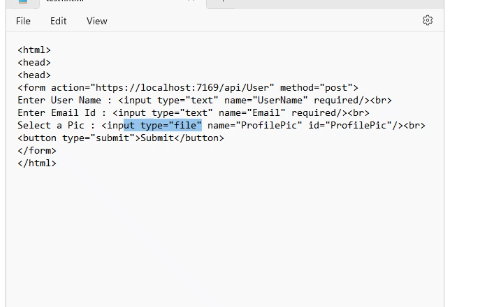 File Edit View
<html>
<head>
<head>
<form action="https://localhost:7169/api/User" method="post">
Enter User Name : <input type="text" name="UserName" required/><br>
Enter Email Id : <input type="text" name="Email" required/><br>
Select a Pic : <input type="file" name="ProfilePic" id="ProfilePic"/><br>
<button type="submit">Submit</button>
</form>
</html>